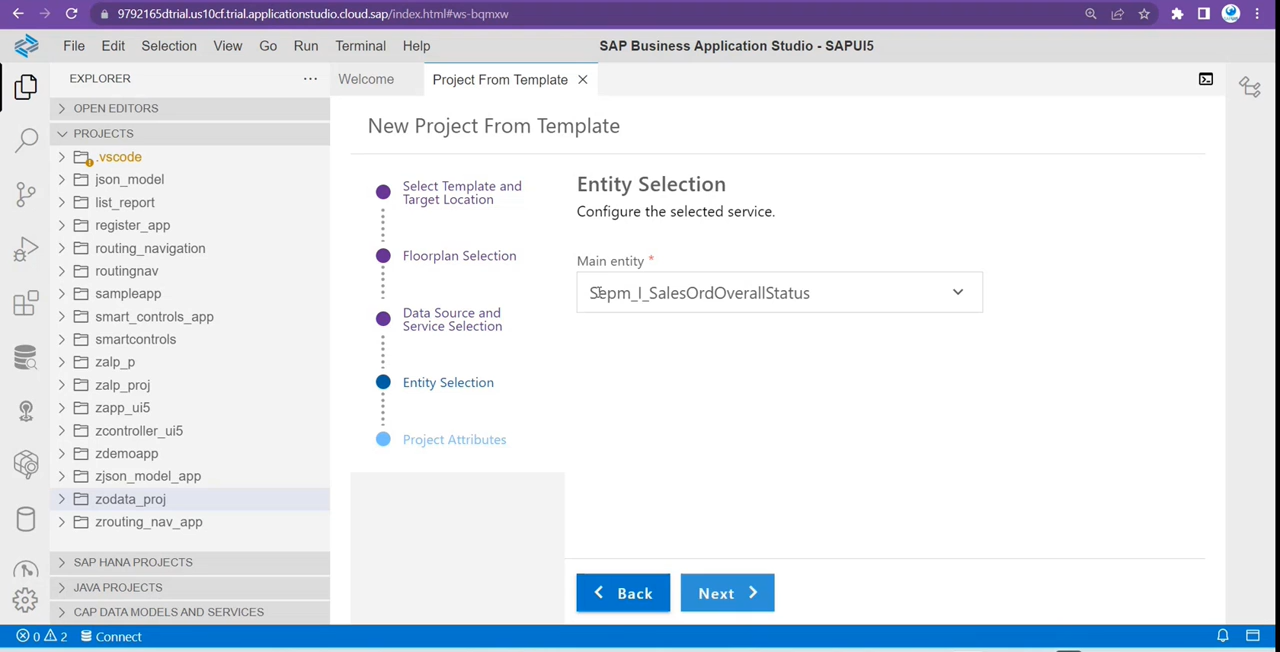 9792165dtrial.us10cf.trial.applicationstudio.cloud.sap/index.html#ws-bqmxw
File Edit Selection View Go Run Terminal Help SAP Business Application Studio - SAPUI5
EXPLORER ··· Welcome Project From Template
OPEN EDITORS
PROJECTS
.vscode
json_model
list_report
register_app
routing_navigation
routingnav
sampleapp
smart_controls_app
smartcontrols
zalp_p
zalp_proj
zapp_ui5
zcontroller_ui5
zdemoapp
zjson_model_app
zodata_proj
zrouting_nav_app
SAP HANA PROJECTS
JAVA PROJECTS
CAP DATA MODELS AND SERVICES
New Project From Template
Select Template and
Target Location
Floorplan Selection
Data Source and
Service Selection
Entity Selection
Project Attributes
Entity Selection
Configure the selected service.
Main entity *
Sepm_I_SalesOrdOverallStatus
Back Next
0 2 Connect